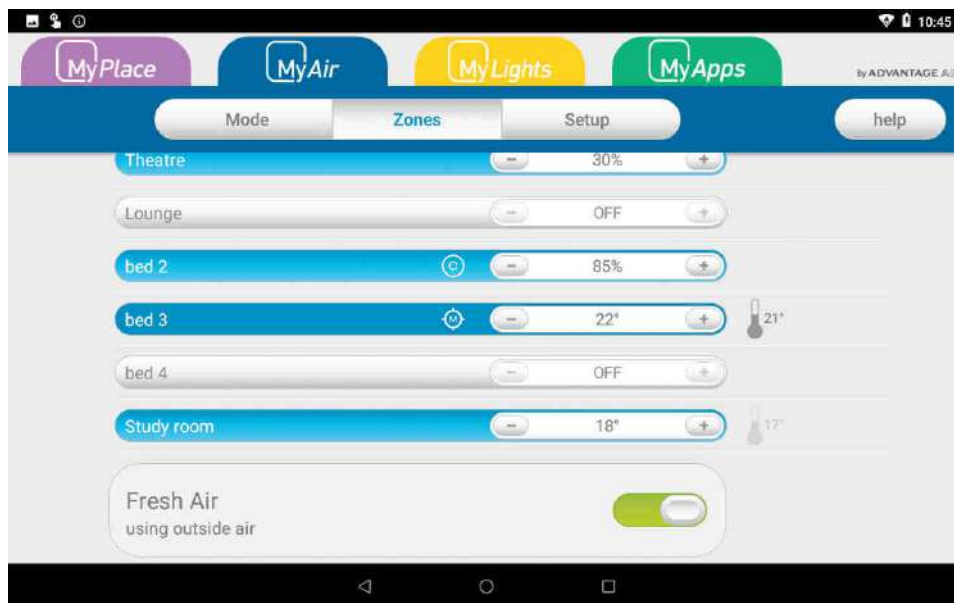 10:45
MyPlace
MyAir
MyLights
MyApps
by ADVANTAGE
Mode
Zones
Setup
help
Theatre - 30% +
Lounge - OFF +
bed 2 C - 85% +
bed 3 M - 22° + 21°
bed 4 - OFF +
Study room - 18° + 17°
Fresh Air
using outside air